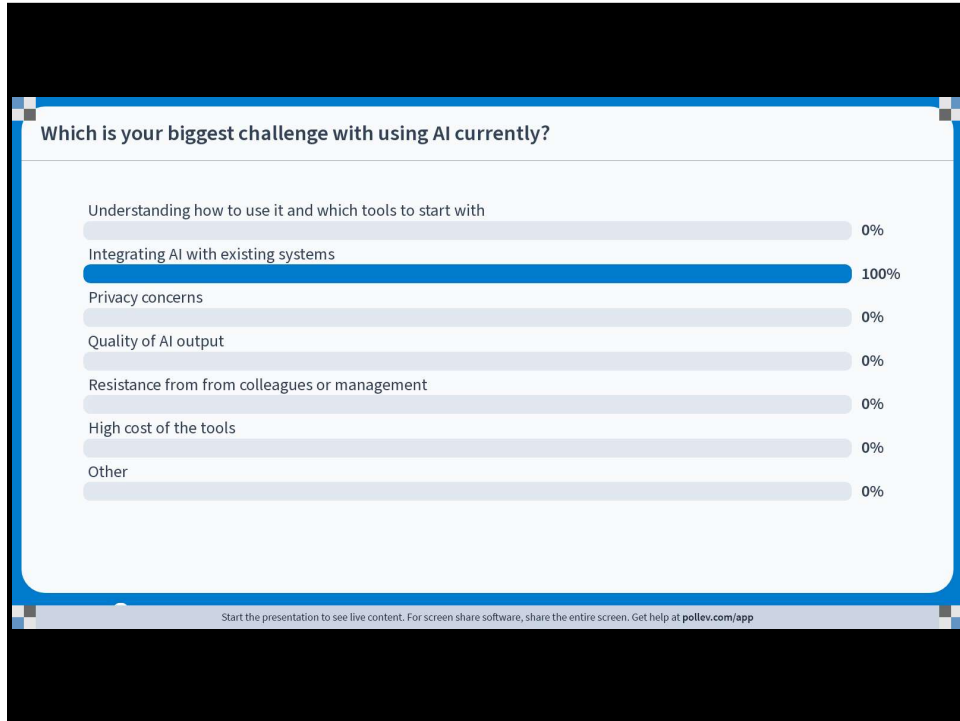 Which is your biggest challenge with using AI currently?
Understanding how to use it and which tools to start with
0%
Integrating AI with existing systems
100%
Privacy concerns
0%
Quality of AI output
0%
Resistance from from colleagues or management
0%
High cost of the tools
0%
Other
0%
Start the presentation to see live content. For screen share software, share the entire screen. Get help at pollev.com/app